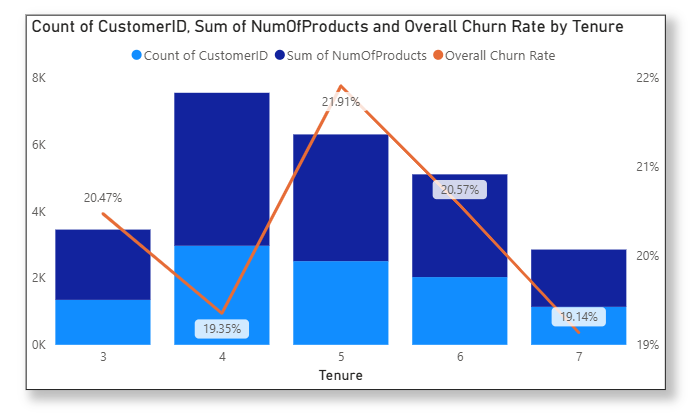 Count of CustomerID, Sum of NumOfProducts and Overall Churn Rate by Tenure
Count of CustomerID Sum of NumOfProducts Overall Churn Rate
8K
6K
4K
2K
0K
22%
21%
20%
19%
20.47%
19.35%
21.91%
20.57%
19.14%
3 4 5 6 7
Tenure